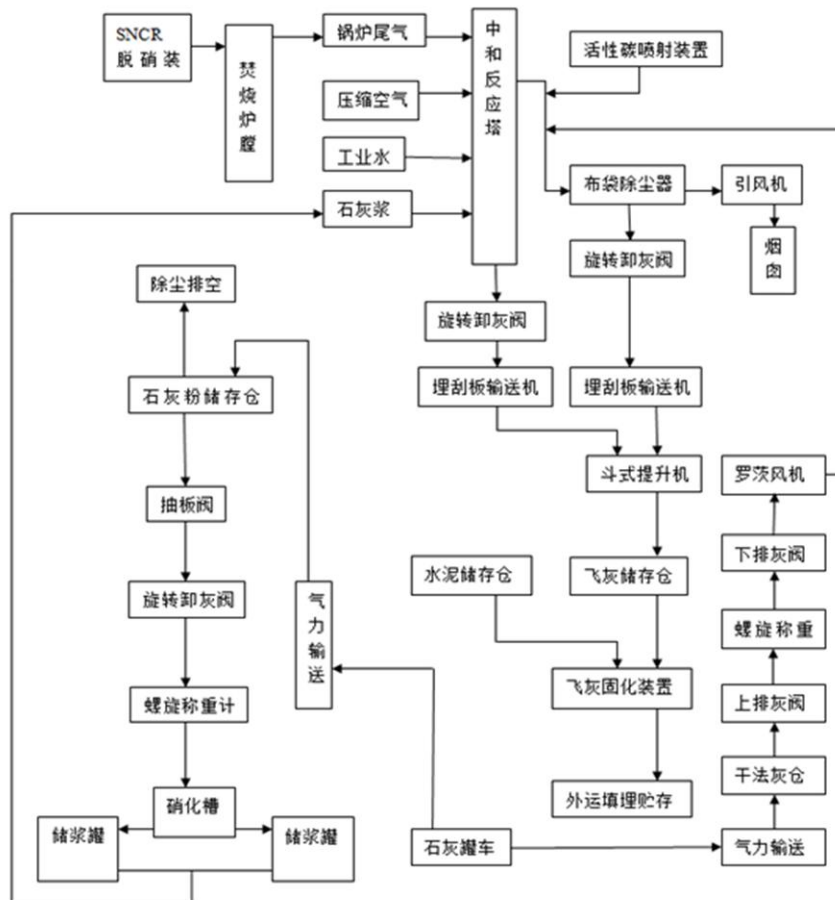 SNCR
脱硝装
焚烧炉膛
锅炉尾气
压缩空气
工业水
石灰浆
中和反应塔
活性碳喷射装置
布袋除尘器
引风机
烟囱
旋转卸灰阀
除尘排空
旋转卸灰阀
石灰粉储存仓
埋刮板输送机
埋刮板输送机
斗式提升机
罗茨风机
抽板阀
下排灰阀
水泥储存仓
飞灰储存仓
旋转卸灰阀
气力输送
螺旋称重
飞灰固化装置
上排灰阀
螺旋称重计
干法灰仓
硝化槽
外运填埋贮存
储浆罐
储浆罐
石灰罐车
气力输送